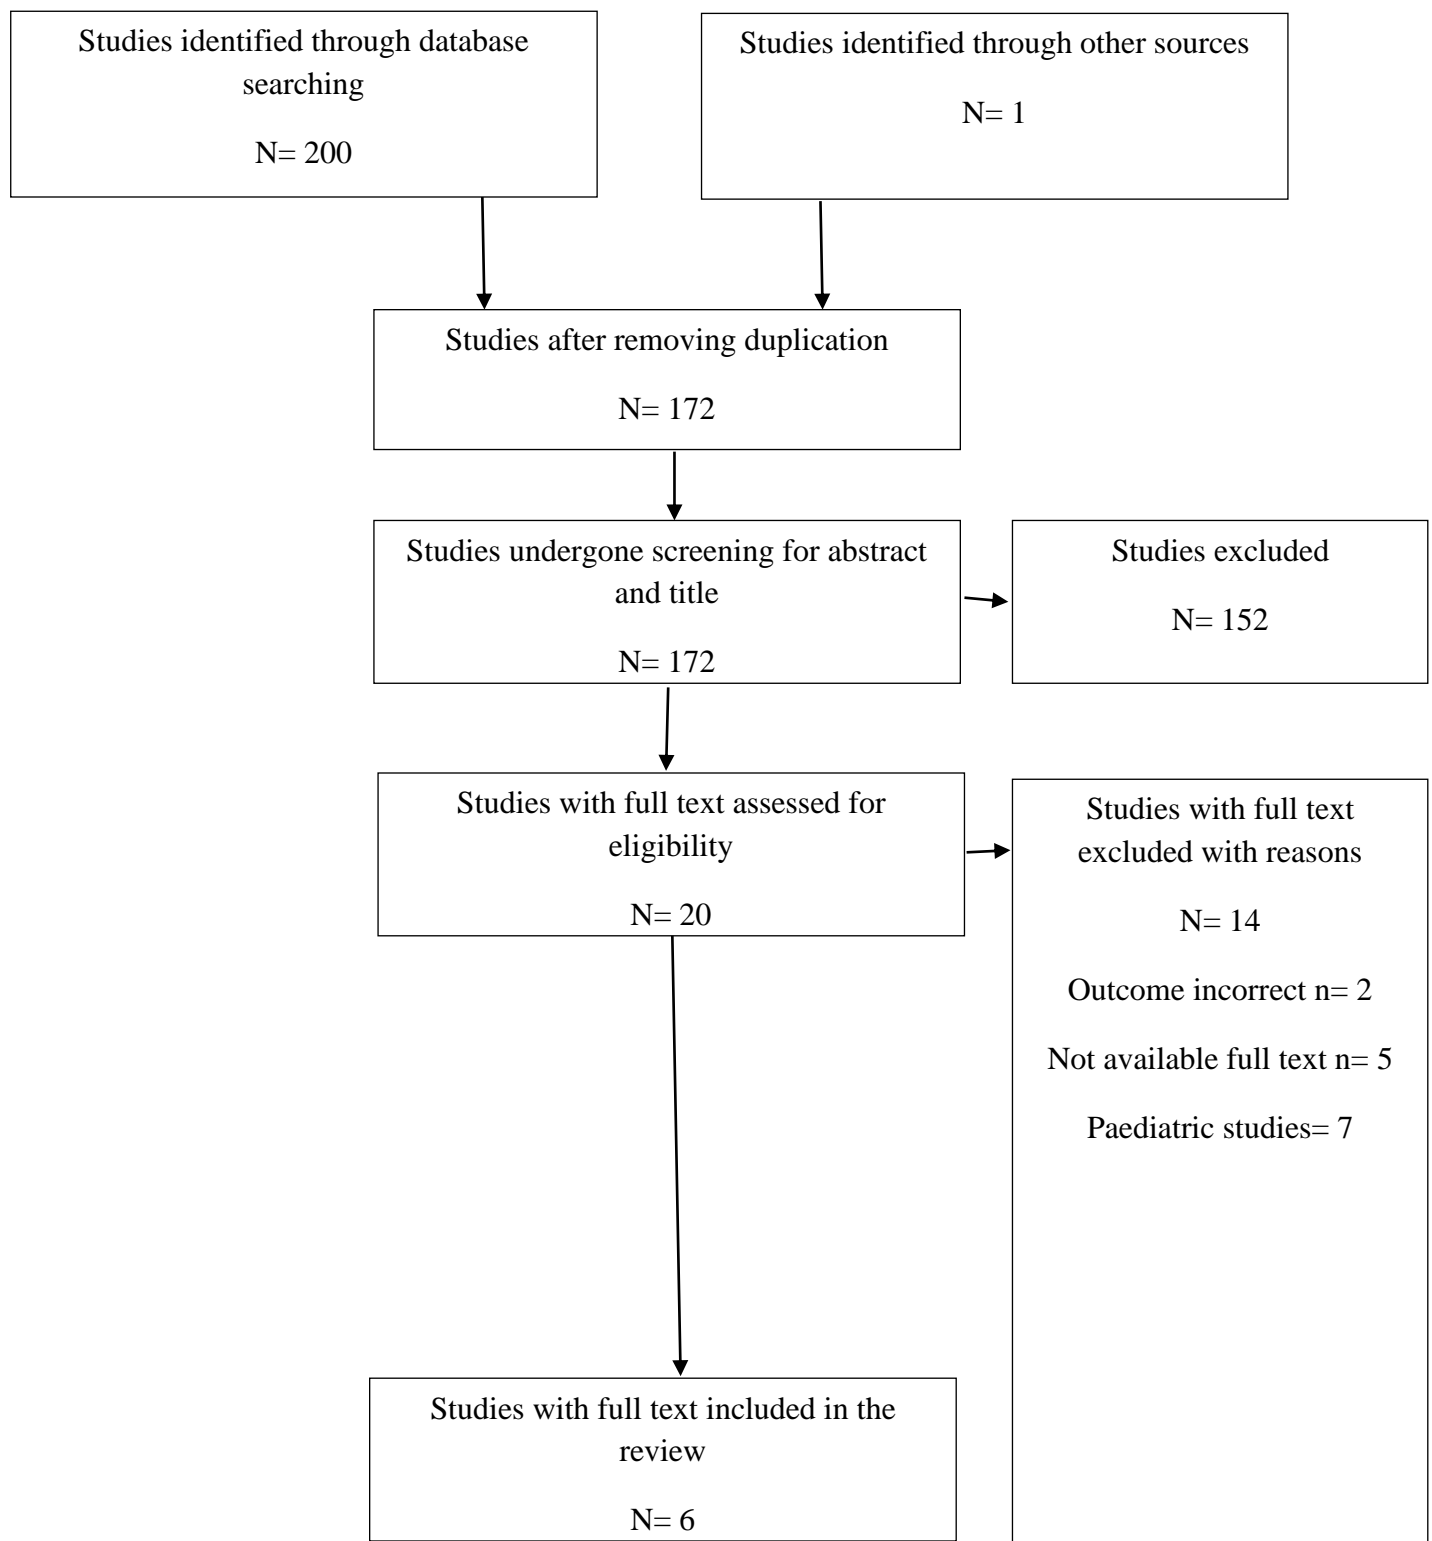 Studies identified through database
searching
N= 200
Studies identified through other sources
N= 1
Studies after removing duplication
N= 172
Studies undergone screening for abstract
and title
N= 172
Studies excluded
N= 152
Studies with full text assessed for
eligibility
N= 20
Studies with full text
excluded with reasons
N= 14
Outcome incorrect n= 2
Not available full text n= 5
Paediatric studies= 7
Studies with full text included in the
review
N= 6